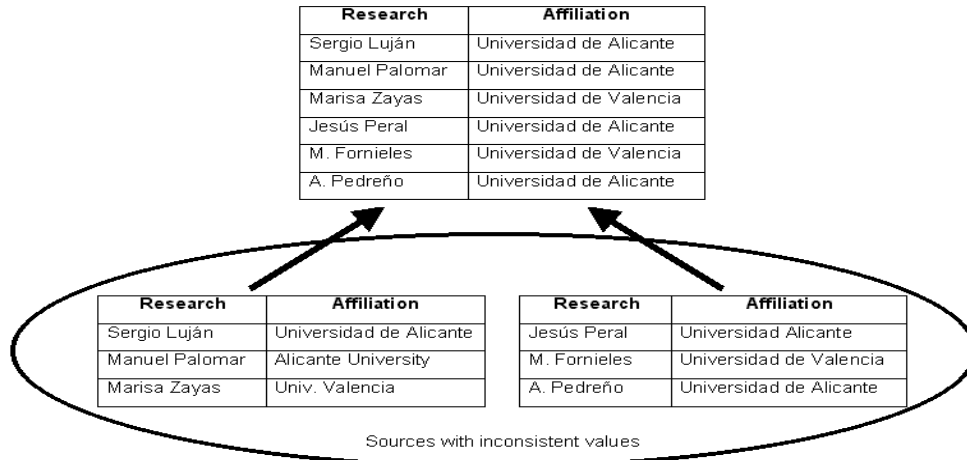 Research Affiliation
Sergio Luján Universidad de Alicante
Manuel Palomar Universidad de Alicante
Marisa Zayas Universidad de Valencia
Jesús Peral Universidad de Alicante
M. Fornieles Universidad de Valencia
A. Pedreño Universidad de Alicante
Research Affiliation
Sergio Luján Universidad de Alicante
Manuel Palomar Alicante University
Marisa Zayas Univ. Valencia
Research Affiliation
Jesús Peral Universidad Alicante
M. Fornieles Universidad de Valencia
A. Pedreño Universidad de Alicante
Sources with inconsistent values